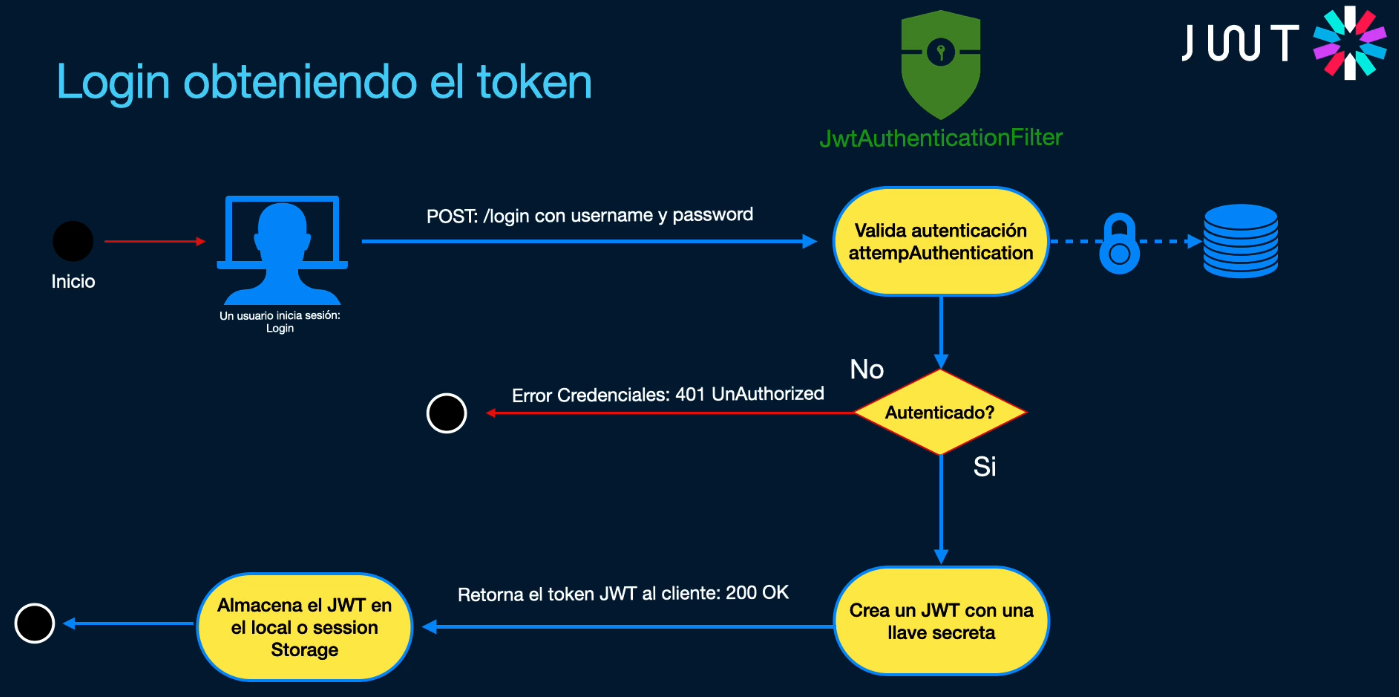 JWT
Login obteniendo el token
JwtAuthenticationFilter
POST: /login con username y password
Valida autenticación
attempAuthentication
Inicio
Un usuario inicia sesión:
Login
No
Error Credenciales: 401 UnAuthorized
Autenticado?
Si
Retorna el token JWT al cliente: 200 OK
Almacena el JWT en
el local o session
Storage
Crea un JWT con una
llave secreta